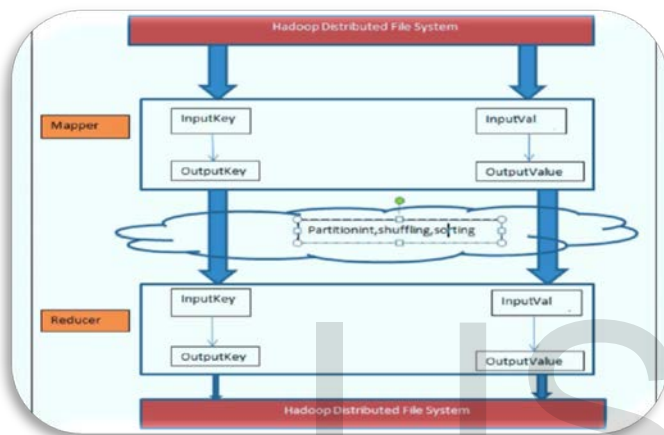 Hadoop Distributed File System
Mapper
InputKey
InputVal
OutputKey
OutputValue
Partitionint,shuffling,sorting
Reducer
InputKey
InputVal
OutputKey
OutputValue
Hadoop Distributed File System